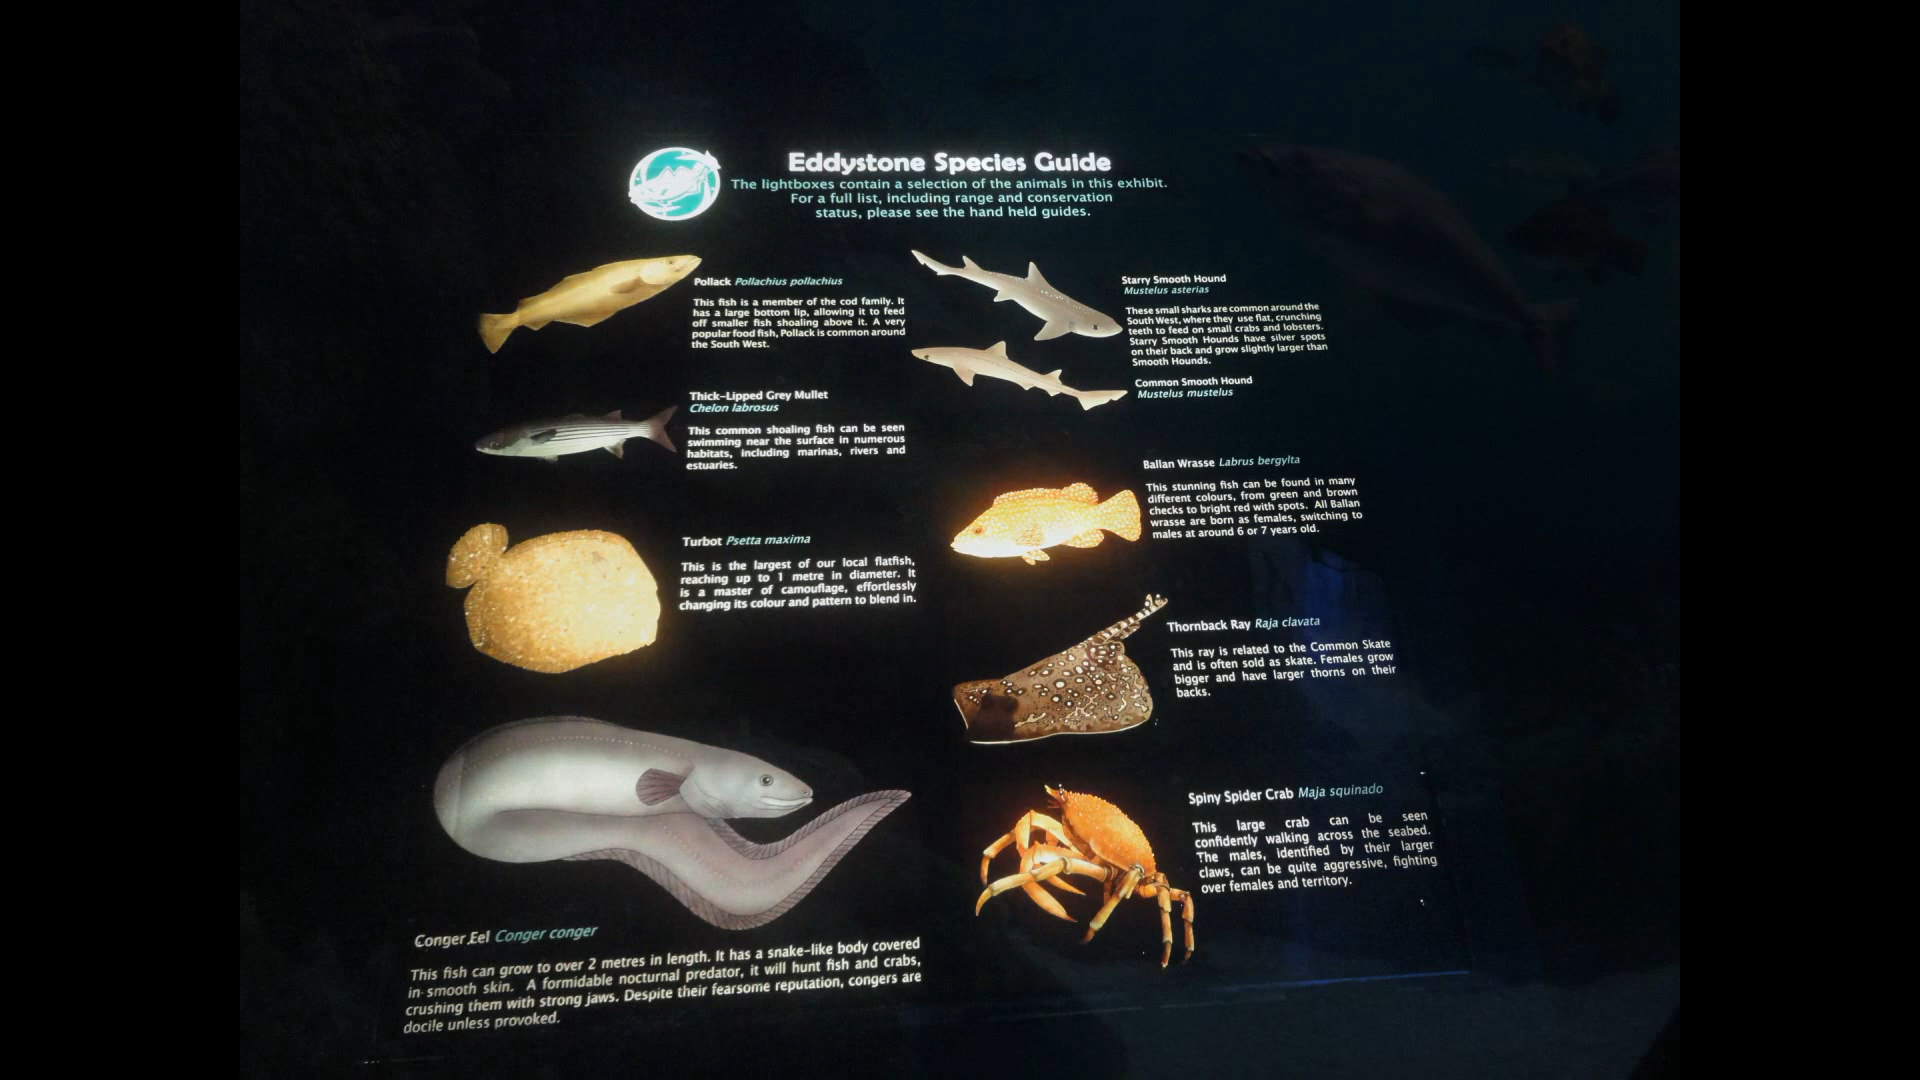 Eddystone Species Guide
The lightboxes contain a selection of the animals in this exhibit.
For a full list, including range and conservation
status, please see the hand held guides.
Pollack Pollachius pollachius
This fish is a member of the cod family. It
has a large bottom lip, allowing it to feed
off smaller fish shoaling above it. A very
popular food fish, Pollack is common around
the South West.
Thick-Lipped Grey Mullet
Chelon labrosus
This common shoaling fish can be seen
swimming near the surface in numerous
habitats, including marinas, rivers and
estuaries.
Turbot Psetta maxima
This is the largest of our local flatfish,
reaching up to 1 metre in diameter. It
is a master of camouflage, effortlessly
changing its colour and pattern to blend in.
Conger Eel Conger conger
This fish can grow to over 2 metres in length. It has a snake-like body covered
in smooth skin. A formidable nocturnal predator, it will hunt fish and crabs,
crushing them with strong jaws. Despite their fearsome reputation, congers are
docile unless provoked.
Starry Smooth Hound
Mustelus asterias
These small sharks are common around the
South West, where they use flat, crunching
teeth to feed on small crabs and lobsters.
Starry Smooth Hounds have silver spots
on their back and grow slightly larger than
Smooth Hounds.
Common Smooth Hound
Mustelus mustelus
Ballan Wrasse Labrus bergylta
This stunning fish can be found in many
different colours, from green and brown
checks to bright red with spots. All Ballan
wrasse are born as females, switching to
males at around 6 or 7 years old.
Thornback Ray Raja clavata
This ray is related to the Common Skate
and is often sold as skate. Females grow
bigger and have larger thorns on their
backs.
Spiny Spider Crab Maja squinado
This large crab can be seen
confidently walking across the seabed.
The males, identified by their larger
claws, can be quite aggressive, fighting
over females and territory.